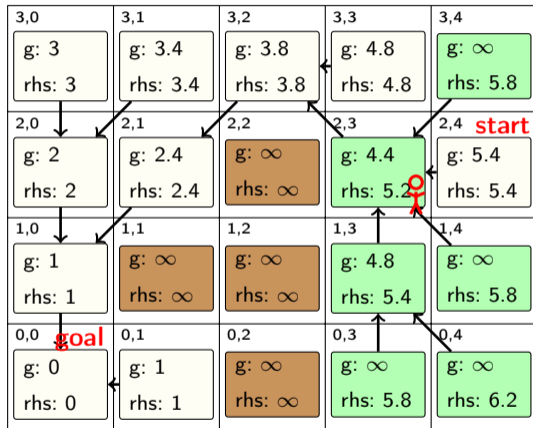 3,0 3,1 3,2 3,3 3,4
g: 3 g: 3.4 g: 3.8 g: 4.8 g: ∞
rhs: 3 rhs: 3.4 rhs: 3.8 rhs: 4.8 rhs: 5.8
2,0 2,1 2,2 2,3 2,4 start
g: 2 g: 2.4 g: ∞ g: 4.4 g: 5.4
rhs: 2 rhs: 2.4 rhs: ∞ rhs: 5.2 rhs: 5.4
1,0 1,1 1,2 1,3 1,4
g: 1 g: ∞ g: ∞ g: 4.8 g: ∞
rhs: 1 rhs: ∞ rhs: ∞ rhs: 5.4 rhs: 5.8
0,0 goal 0,1 0,2 0,3 0,4
g: 0 g: 1 g: ∞ g: ∞ g: ∞
rhs: 0 rhs: 1 rhs: ∞ rhs: 5.8 rhs: 6.2